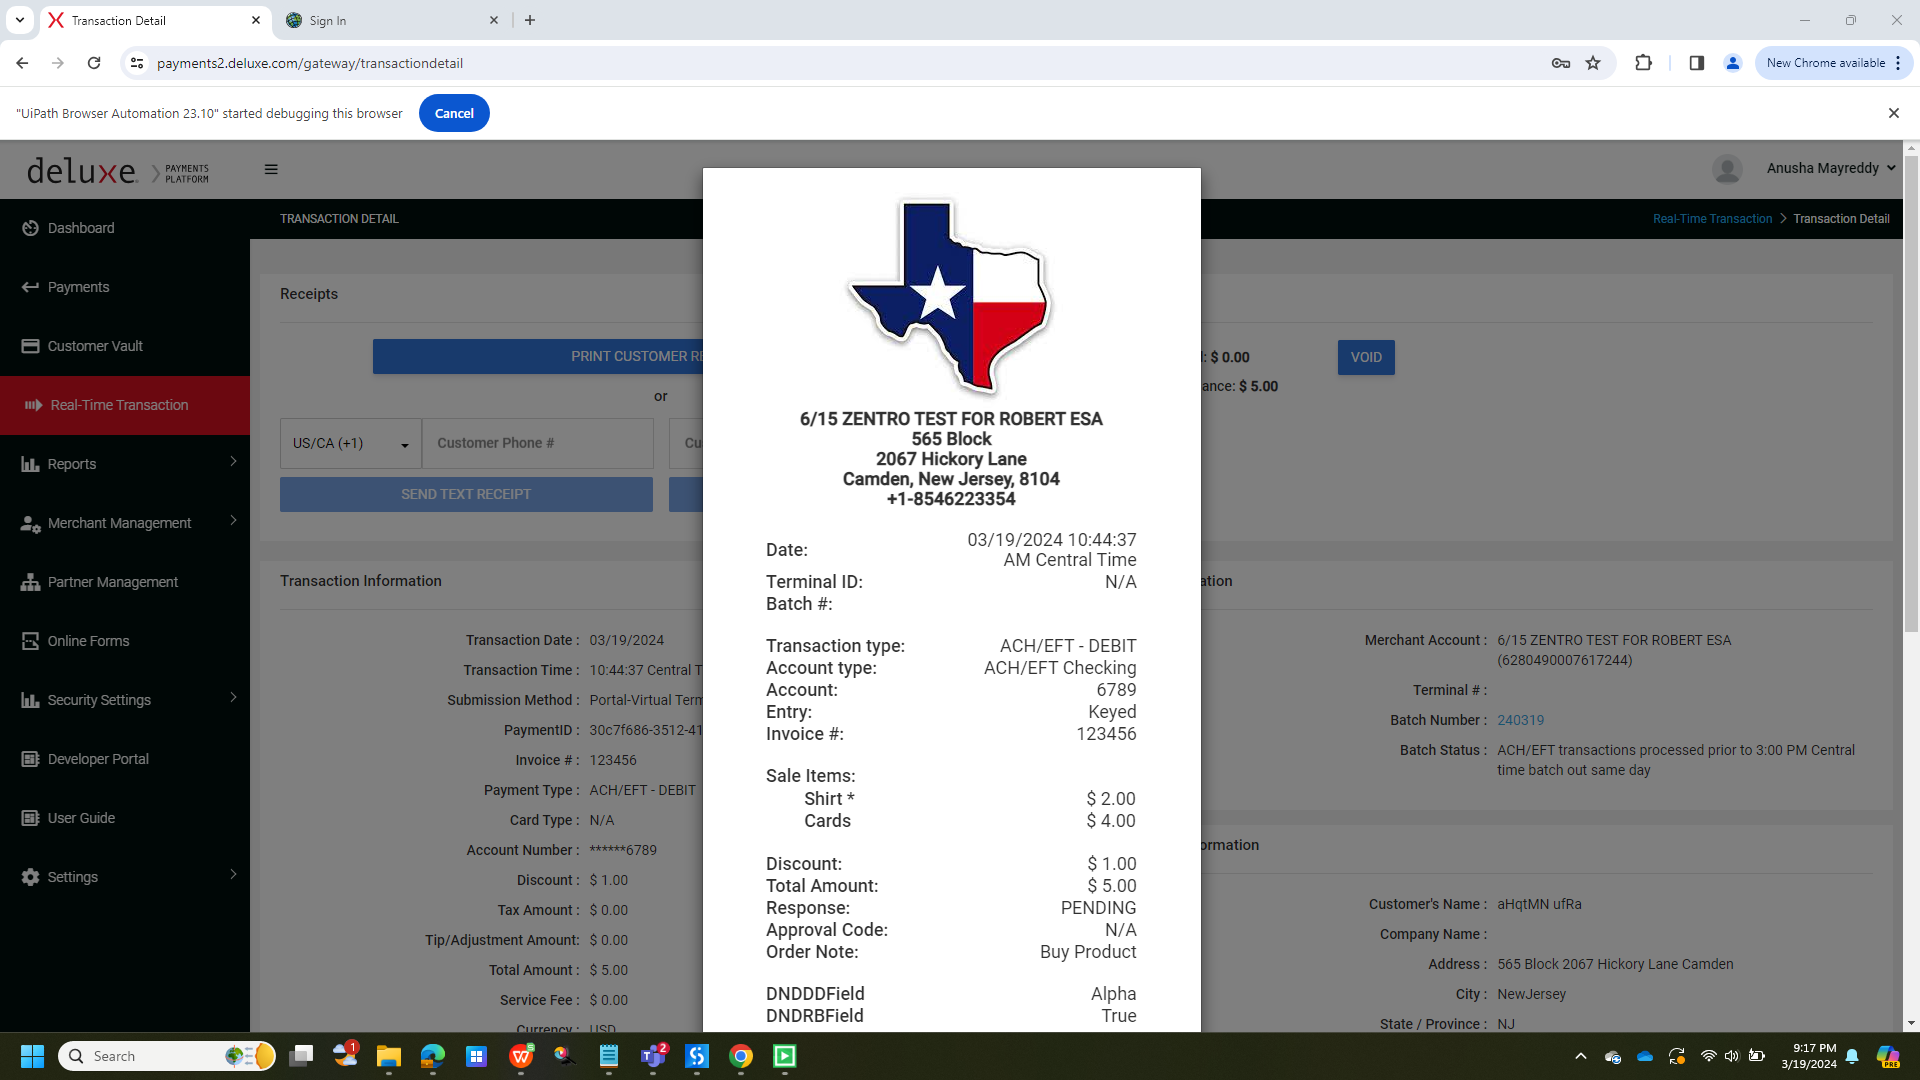 Transaction Detail
Sign In
payments2.deluxe.com/gateway/transactiondetail
New Chrome available
"UiPath Browser Automation 23.10" started debugging this browser
Cancel
deluxe. PAYMENTS PLATFORM
Anusha Mayreddy
TRANSACTION DETAIL
Real-Time Transaction > Transaction Detail
Dashboard
Payments
Customer Vault
Real-Time Transaction
Reports
Merchant Management
Partner Management
Online Forms
Security Settings
Developer Portal
User Guide
Settings
Receipts
PRINT CUSTOMER RE
or
US/CA (+1)
Customer Phone #
Cu
SEND TEXT RECEIPT
: $ 0.00
VOID
ance: $ 5.00
Transaction Information
Transaction Date : 03/19/2024
Transaction Time : 10:44:37 Central T
Submission Method : Portal-Virtual Term
PaymentID : 30c7f686-3512-41
Invoice # : 123456
Payment Type : ACH/EFT - DEBIT
Card Type : N/A
Account Number : ******6789
Discount : $ 1.00
Tax Amount : $ 0.00
Tip/Adjustment Amount: $ 0.00
Total Amount : $ 5.00
Service Fee : $ 0.00
Currency : USD
6/15 ZENTRO TEST FOR ROBERT ESA
565 Block
2067 Hickory Lane
Camden, New Jersey, 8104
+1-8546223354
Date: 03/19/2024 10:44:37
AM Central Time
Terminal ID: N/A
Batch #:
Transaction type: ACH/EFT - DEBIT
Account type: ACH/EFT Checking
Account: 6789
Entry: Keyed
Invoice #: 123456
Sale Items:
Shirt * $ 2.00
Cards $ 4.00
Discount: $ 1.00
Total Amount: $ 5.00
Response: PENDING
Approval Code: N/A
Order Note: Buy Product
DNDDDField Alpha
DNDRBField True
ation
Merchant Account : 6/15 ZENTRO TEST FOR ROBERT ESA
(6280490007617244)
Terminal # :
Batch Number : 240319
Batch Status : ACH/EFT transactions processed prior to 3:00 PM Central
time batch out same day
ormation
Customer's Name : aHqtMN ufRa
Company Name :
Address : 565 Block 2067 Hickory Lane Camden
City : NewJersey
State / Province : NJ
Search
1
2
9:17 PM
3/19/2024
PRE